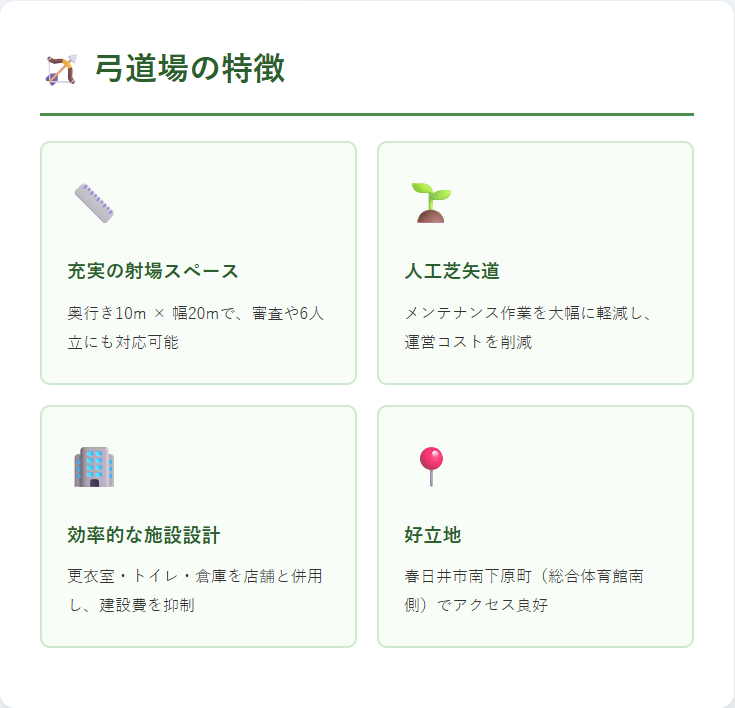 弓道場の特徴
充実の射場スペース
奥行き10m × 幅20mで、審査や6人
立にも対応可能
人工芝矢道
メンテナンス作業を大幅に軽減し、
運営コストを削減
効率的な施設設計
更衣室・トイレ・倉庫を店舗と併用
し、建設費を抑制
好立地
春日井市南下原町（総合体育館南
側）でアクセス良好